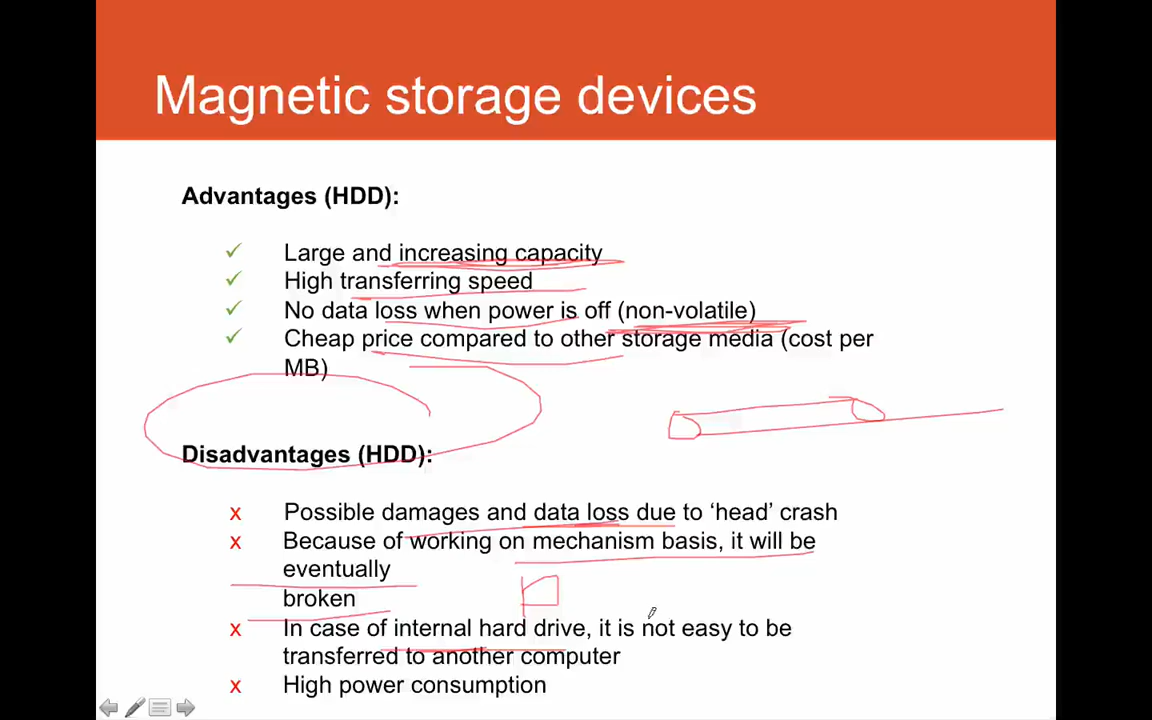 Magnetic storage devices
Advantages (HDD):
✓ Large and increasing capacity
✓ High transferring speed
✓ No data loss when power is off (non-volatile)
✓ Cheap price compared to other storage media (cost per
MB)
Disadvantages (HDD):
x Possible damages and data loss due to ‘head’ crash
x Because of working on mechanism basis, it will be
eventually
broken
x In case of internal hard drive, it is not easy to be
transferred to another computer
x High power consumption